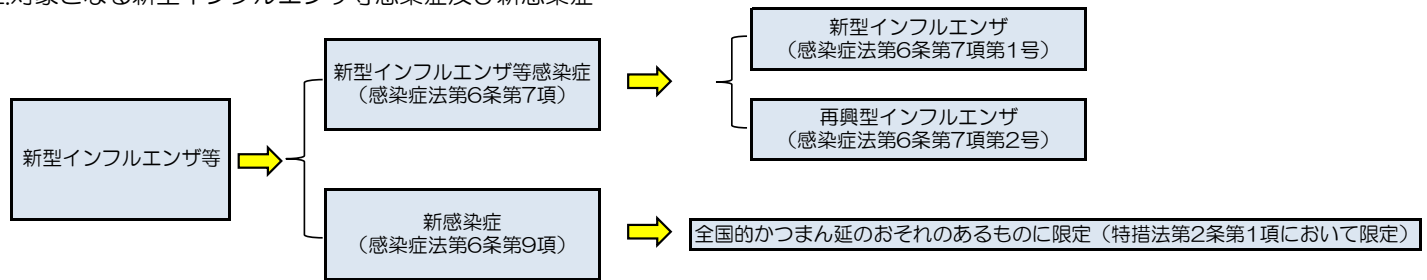 対象となる新型インフルエンザ等感染症及び新感染症
新型インフルエンザ等
新型インフルエンザ等感染症
(感染症法第6条第7項)
新型インフルエンザ
(感染症法第6条第7項第1号)
再興型インフルエンザ
(感染症法第6条第7項第2号)
新感染症
(感染症法第6条第9項)
全国的かつまん延のおそれのあるものに限定(特措法第2条第1項において限定)